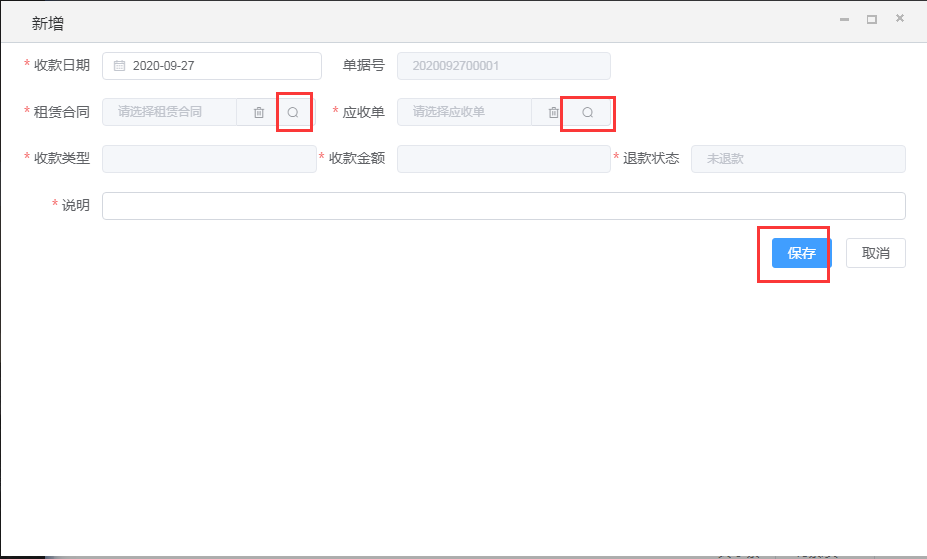 新增
* 收款日期 2020-09-27 单据号 2020092700001
* 租赁合同 请选择租赁合同 * 应收单 请选择应收单
* 收款类型 * 收款金额 * 退款状态 未退款
* 说明
保存 取消